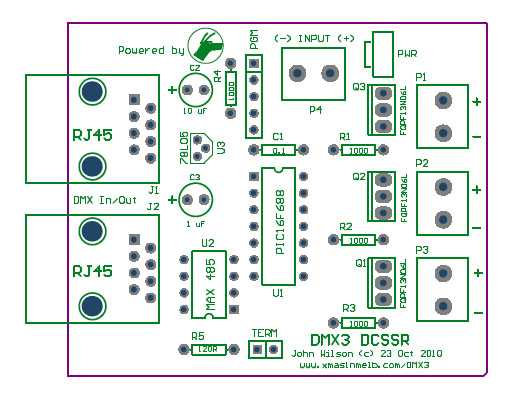 Powered by
PGM
(-) INPUT (+)
PWR
C2
R4
1000
10 uF
P4
Q3
FQPF13N06L
P1
+
-
RJ45
78L05
U3
C1
0.1
R1
1000
C3
J1
DMX In/Out
J2
1 uF
PIC16F688
Q2
FQPF13N06L
P2
+
-
R2
1000
RJ45
U2
MAX 485
U1
Q1
FQPF13N06L
P3
+
-
R3
1000
R5
120R
TERM
DMX3 DCSSR
John Wilson (c) 23 Oct 2010
www.xmasinmelb.com/DMX3